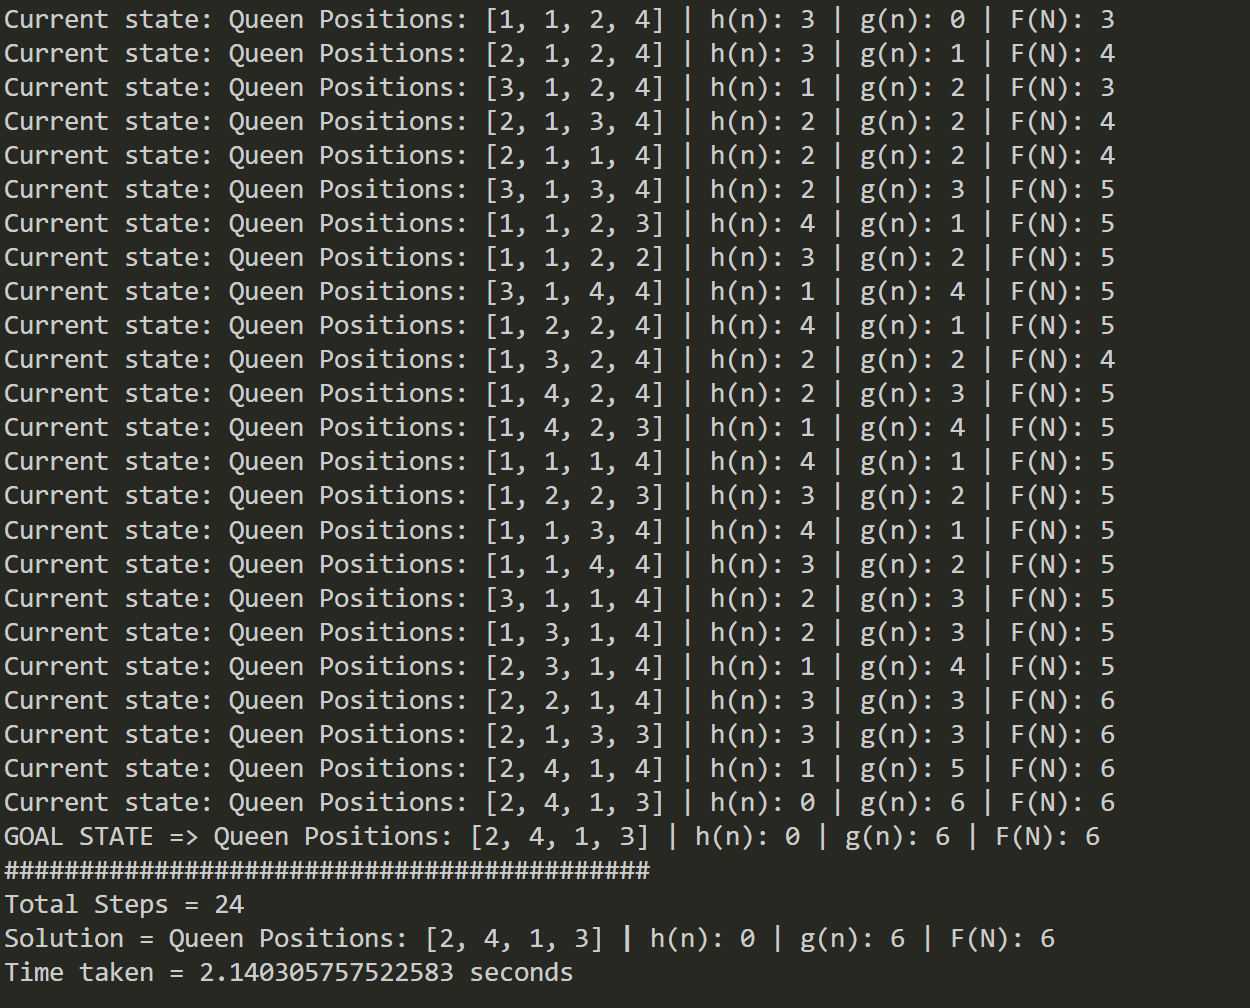 Current state: Queen Positions: [1, 1, 2, 4] | h(n): 3 | g(n): 0 | F(N): 3
Current state: Queen Positions: [2, 1, 2, 4] | h(n): 3 | g(n): 1 | F(N): 4
Current state: Queen Positions: [3, 1, 2, 4] | h(n): 1 | g(n): 2 | F(N): 3
Current state: Queen Positions: [2, 1, 3, 4] | h(n): 2 | g(n): 2 | F(N): 4
Current state: Queen Positions: [2, 1, 1, 4] | h(n): 2 | g(n): 2 | F(N): 4
Current state: Queen Positions: [3, 1, 3, 4] | h(n): 2 | g(n): 3 | F(N): 5
Current state: Queen Positions: [1, 1, 2, 3] | h(n): 4 | g(n): 1 | F(N): 5
Current state: Queen Positions: [1, 1, 2, 2] | h(n): 3 | g(n): 2 | F(N): 5
Current state: Queen Positions: [3, 1, 4, 4] | h(n): 1 | g(n): 4 | F(N): 5
Current state: Queen Positions: [1, 2, 2, 4] | h(n): 4 | g(n): 1 | F(N): 5
Current state: Queen Positions: [1, 3, 2, 4] | h(n): 2 | g(n): 2 | F(N): 4
Current state: Queen Positions: [1, 4, 2, 4] | h(n): 2 | g(n): 3 | F(N): 5
Current state: Queen Positions: [1, 4, 2, 3] | h(n): 1 | g(n): 4 | F(N): 5
Current state: Queen Positions: [1, 1, 1, 4] | h(n): 4 | g(n): 1 | F(N): 5
Current state: Queen Positions: [1, 2, 2, 3] | h(n): 3 | g(n): 2 | F(N): 5
Current state: Queen Positions: [1, 1, 3, 4] | h(n): 4 | g(n): 1 | F(N): 5
Current state: Queen Positions: [1, 1, 4, 4] | h(n): 3 | g(n): 2 | F(N): 5
Current state: Queen Positions: [3, 1, 1, 4] | h(n): 2 | g(n): 3 | F(N): 5
Current state: Queen Positions: [1, 3, 1, 4] | h(n): 2 | g(n): 3 | F(N): 5
Current state: Queen Positions: [2, 3, 1, 4] | h(n): 1 | g(n): 4 | F(N): 5
Current state: Queen Positions: [2, 2, 1, 4] | h(n): 3 | g(n): 3 | F(N): 6
Current state: Queen Positions: [2, 1, 3, 3] | h(n): 3 | g(n): 3 | F(N): 6
Current state: Queen Positions: [2, 4, 1, 4] | h(n): 1 | g(n): 5 | F(N): 6
Current state: Queen Positions: [2, 4, 1, 3] | h(n): 0 | g(n): 6 | F(N): 6
GOAL STATE => Queen Positions: [2, 4, 1, 3] | h(n): 0 | g(n): 6 | F(N): 6
###########################################
Total Steps = 24
Solution = Queen Positions: [2, 4, 1, 3] | h(n): 0 | g(n): 6 | F(N): 6
Time taken = 2.140305757522583 seconds